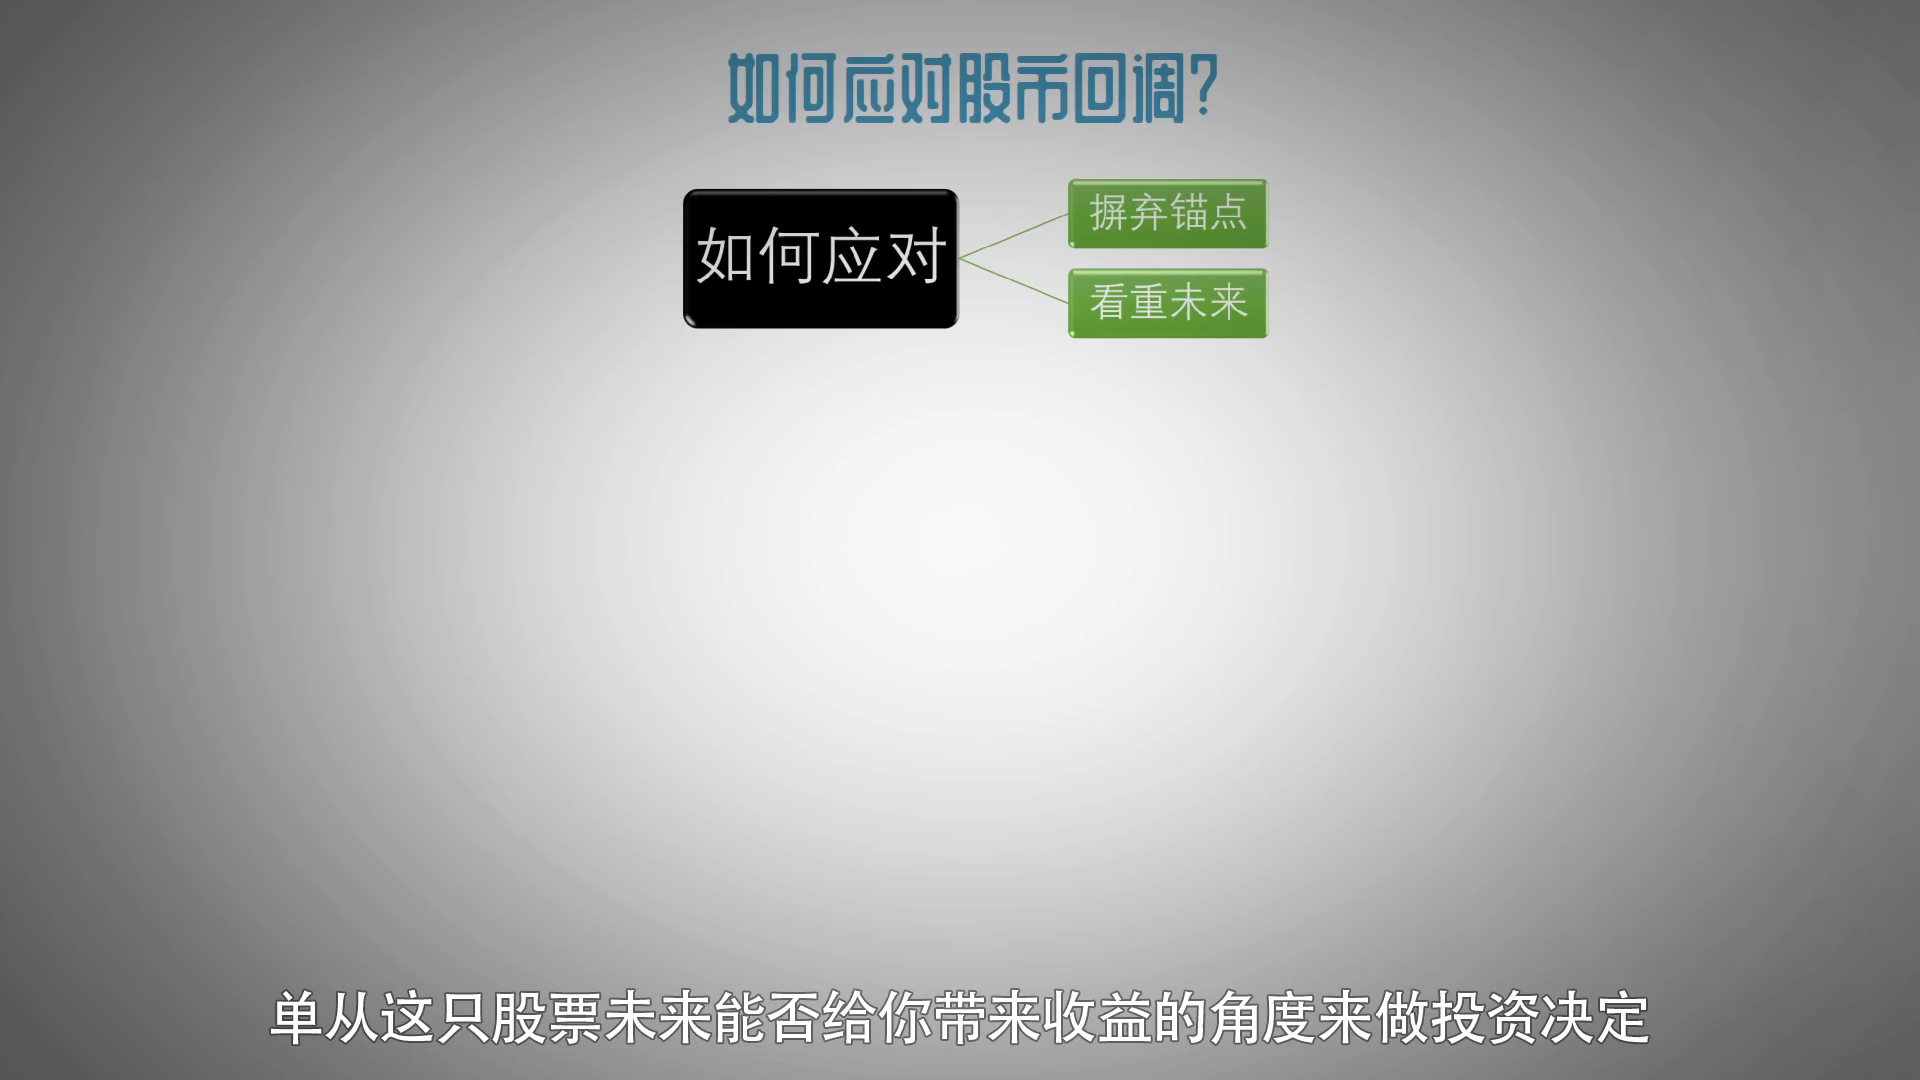 如何应对股市回调?
如何应对
摒弃锚点
看重未来
单从这只股票未来能否给你带来收益的角度来做投资决定